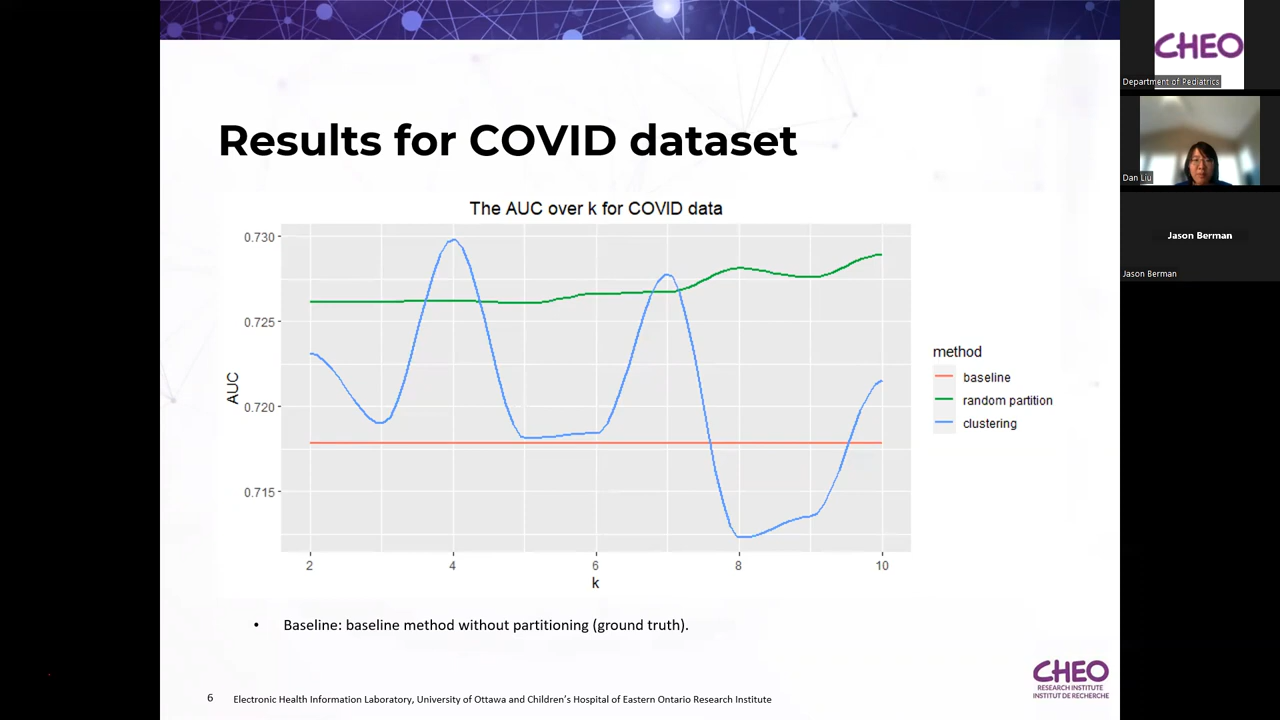 Results for COVID dataset
The AUC over k for COVID data
0.730
0.725
0.720
0.715
AUC
2 4 6 8 10
k
method
baseline
random partition
clustering
• Baseline: baseline method without partitioning (ground truth).
6 Electronic Health Information Laboratory, University of Ottawa and Children's Hospital of Eastern Ontario Research Institute
CHEO
RESEARCH INSTITUTE
INSTITUT DE RECHERCHE
CHEO
Department of Pediatrics
Dan Liu
Jason Berman
Jason Berman